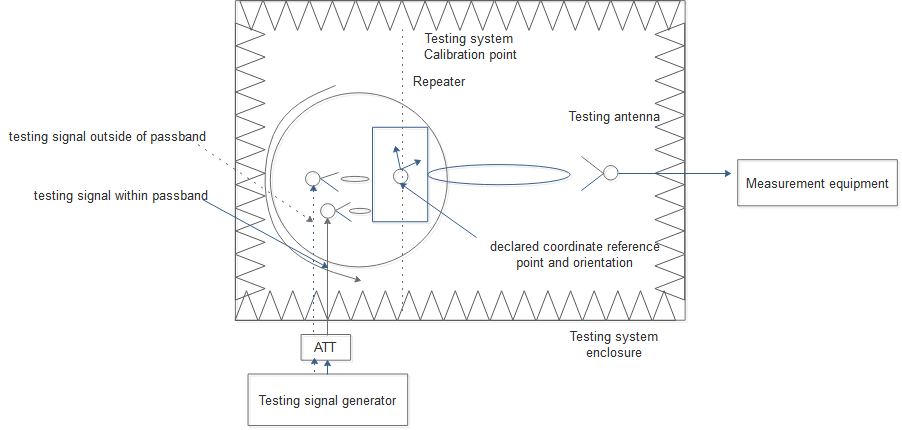 Testing system
Calibration point
Repeater
Testing antenna
testing signal outside of passband
Measurement equipment
testing signal within passband
declared coordinate reference
point and orientation
Testing system
enclosure
ATT
Testing signal generator